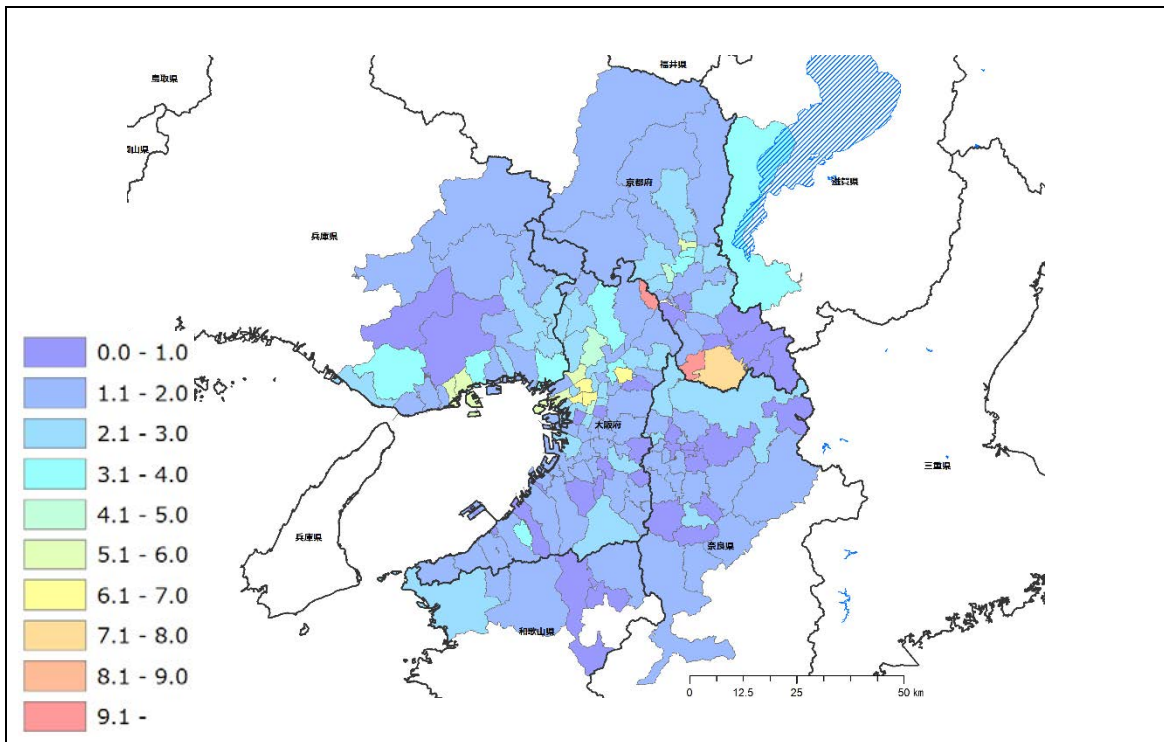 福井県
鳥取県
山県
京都府
滋賀県
兵庫県
0.0 - 1.0
1.1 - 2.0
2.1 - 3.0
3.1 - 4.0
4.1 - 5.0
5.1 - 6.0
6.1 - 7.0
7.1 - 8.0
8.1 - 9.0
9.1 -
大阪府
三重県
兵庫県
奈良県
和歌山県
0 12.5 25 50 km